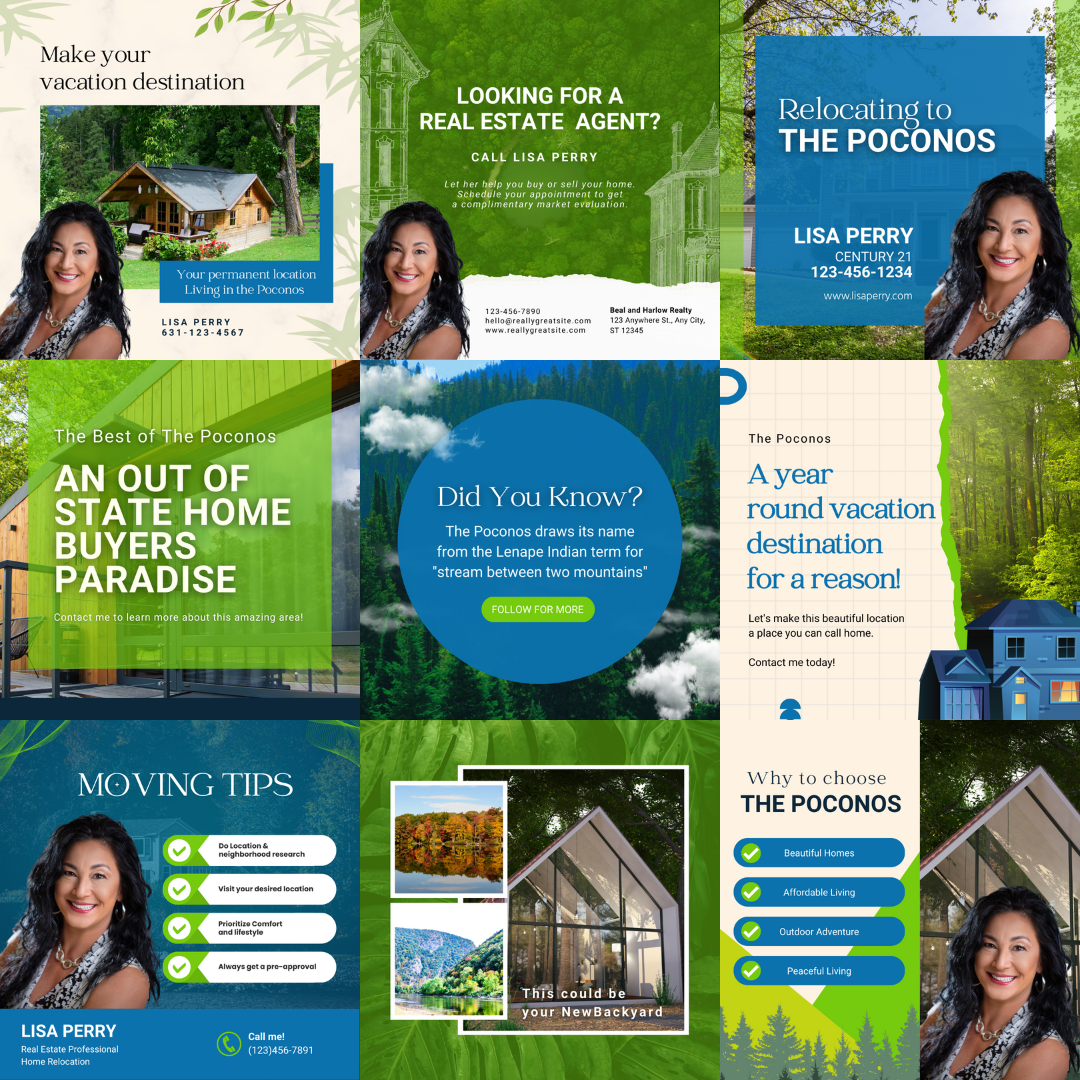 Make your
vacation destination
Your permanent location
Living in the Poconos
LISA PERRY
631-123-4567
LOOKING FOR A
REAL ESTATE AGENT?
CALL LISA PERRY
Let her help you buy or sell your home.
Schedule your appointment to get
a complimentary market evaluation.
123-456-7890
hello@reallygreatsite.com
www.reallygreatsite.com
Beal and Harlow Realty
123 Anywhere St., Any City,
ST 12345
Relocating to
THE POCONOS
LISA PERRY
CENTURY 21
123-456-1234
www.lisaperry.com
The Best of The Poconos
AN OUT OF
STATE HOME
BUYERS
PARADISE
Contact me to learn more about this amazing area!
Did You Know?
The Poconos draws its name
from the Lenape Indian term for
"stream between two mountains"
FOLLOW FOR MORE
The Poconos
A year
round vacation
destination
for a reason!
Let's make this beautiful location
a place you can call home.
Contact me today!
MOVING TIPS
Do Location &
neighborhood research
Visit your desired location
Prioritize Comfort
and lifestyle
Always get a pre-approval
LISA PERRY
Real Estate Professional
Home Relocation
Call me!
(123)456-7891
This could be
your NewBackyard
Why to choose
THE POCONOS
Beautiful Homes
Affordable Living
Outdoor Adventure
Peaceful Living